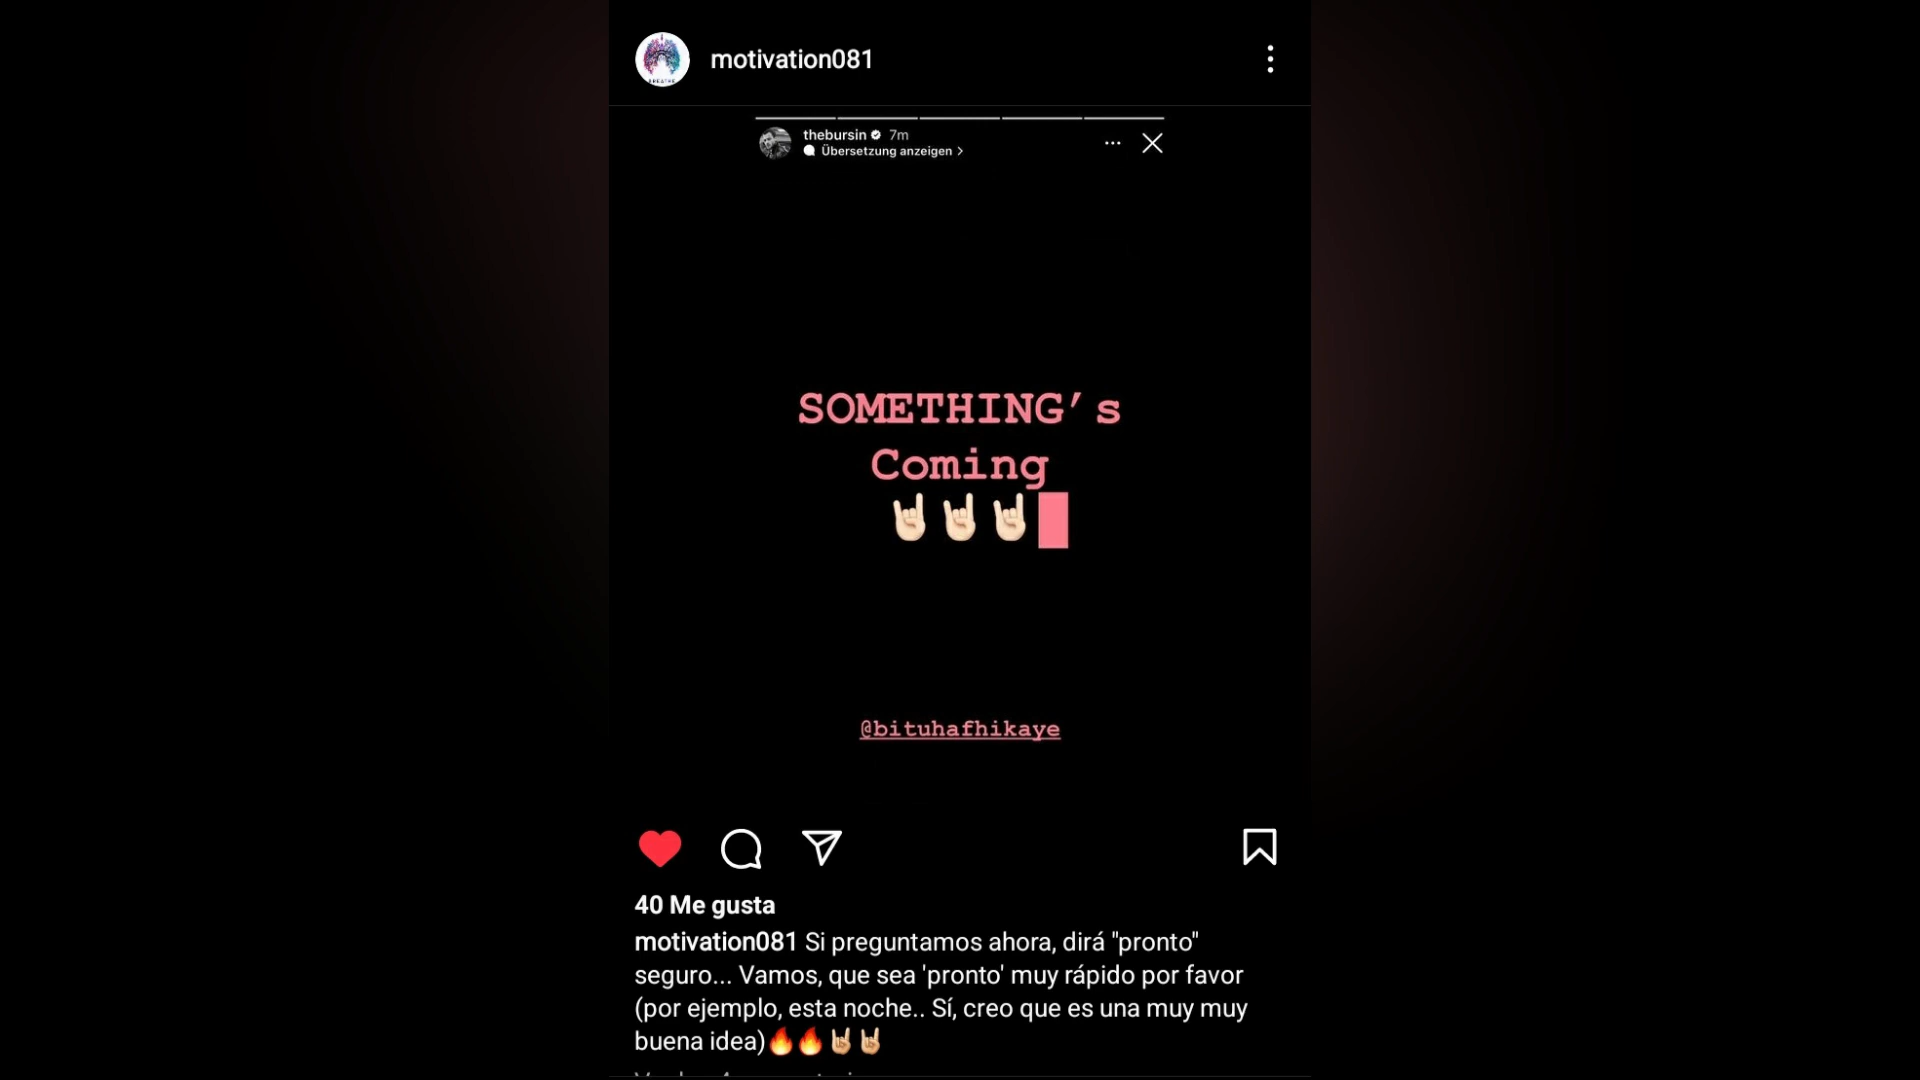 motivation081
thebursin 7m
Übersetzung anzeigen >
SOMETHING's
Coming
🤘🏻🤘🏻🤘🏻
@bituhafhikaye
40 Me gusta
motivation081 Si preguntamos ahora, dirá "pronto"
seguro... Vamos, que sea 'pronto' muy rápido por favor
(por ejemplo, esta noche.. Sí, creo que es una muy muy
buena idea)🔥🔥🤘🏼🤘🏼